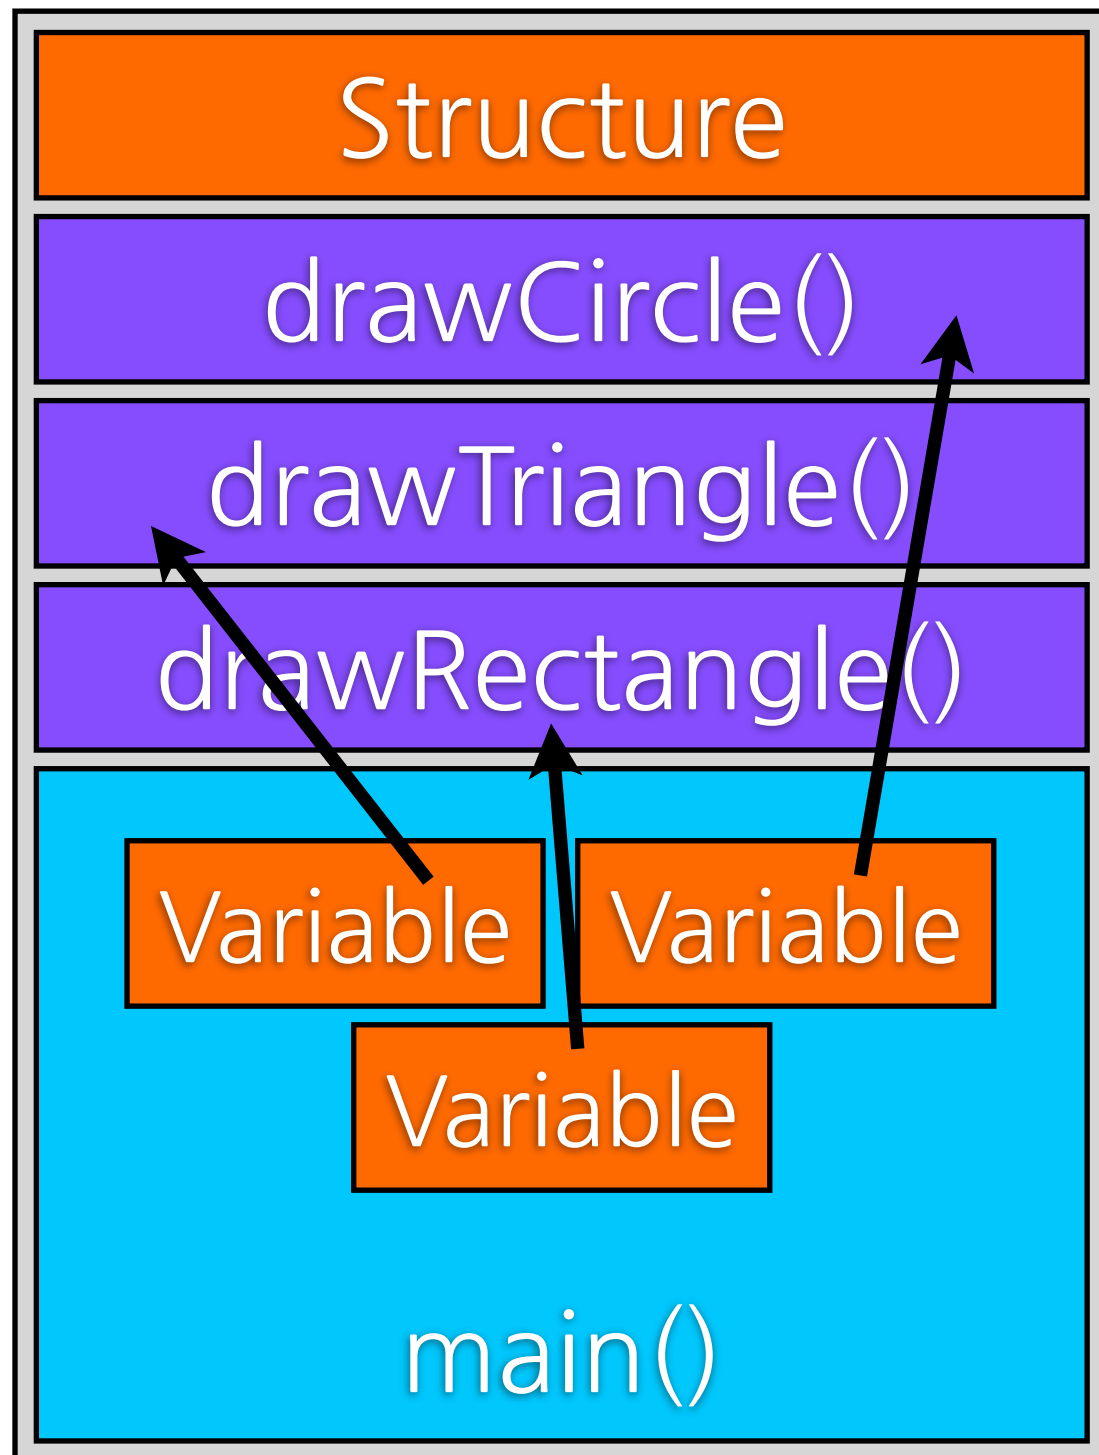 Structure
drawCircle()
drawTriangle()
drawRectangle()
Variable Variable
Variable
main()